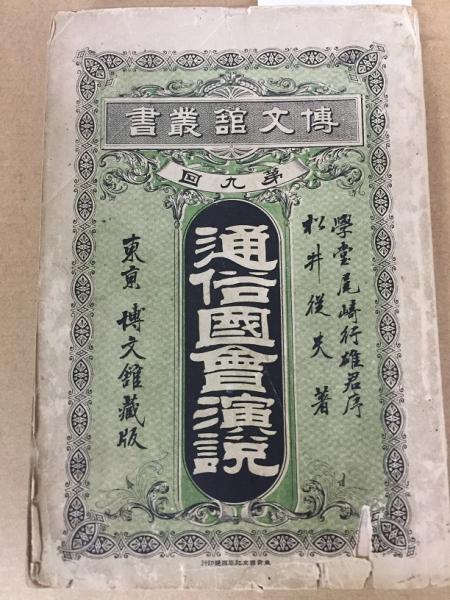 博文舘叢書
第九回
學堂尾崎行雄君序
松井從夫 著
通俗國會演說
東京 博文館藏版